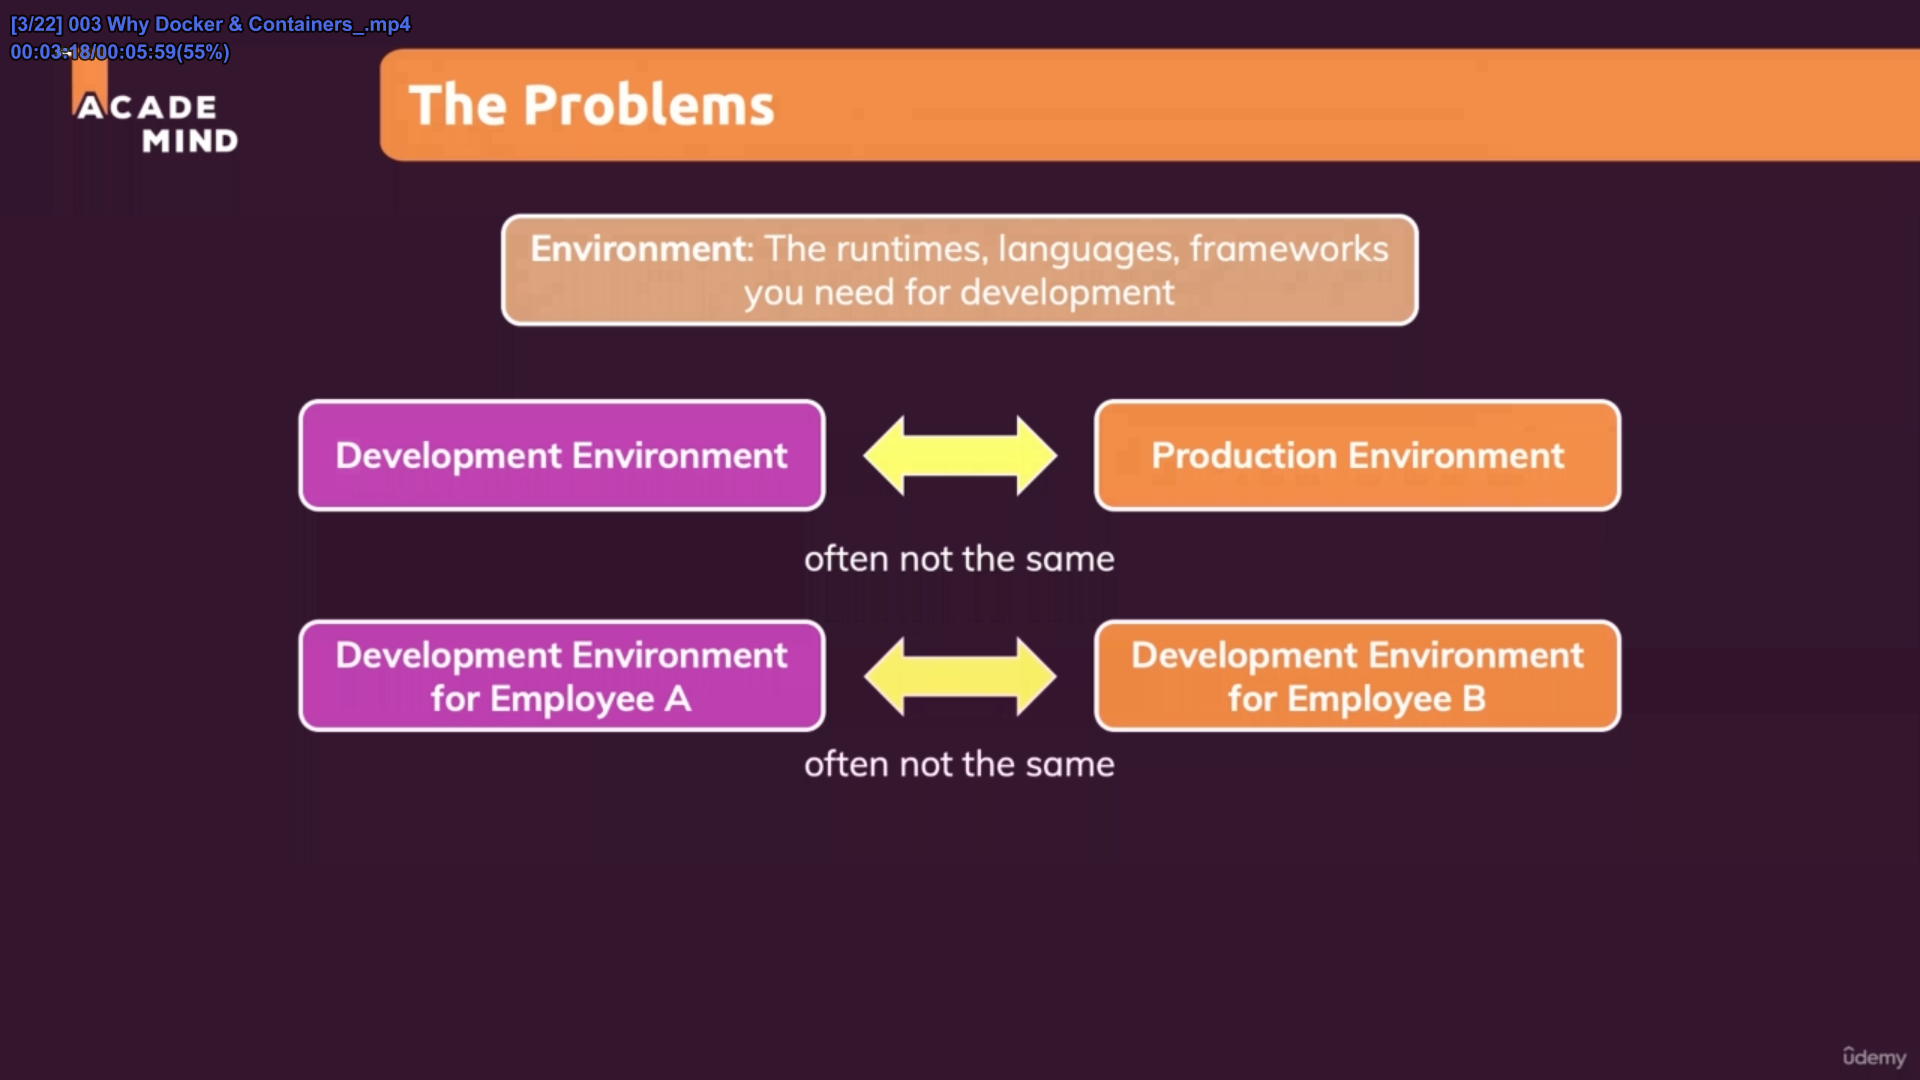 [3/22] 003 Why Docker & Containers_.mp4
00:03:18/00:05:59(55%)
ACADE
MIND
The Problems
Environment: The runtimes, languages, frameworks
you need for development
Development Environment
Production Environment
often not the same
Development Environment
for Employee A
Development Environment
for Employee B
often not the same
ûdemy